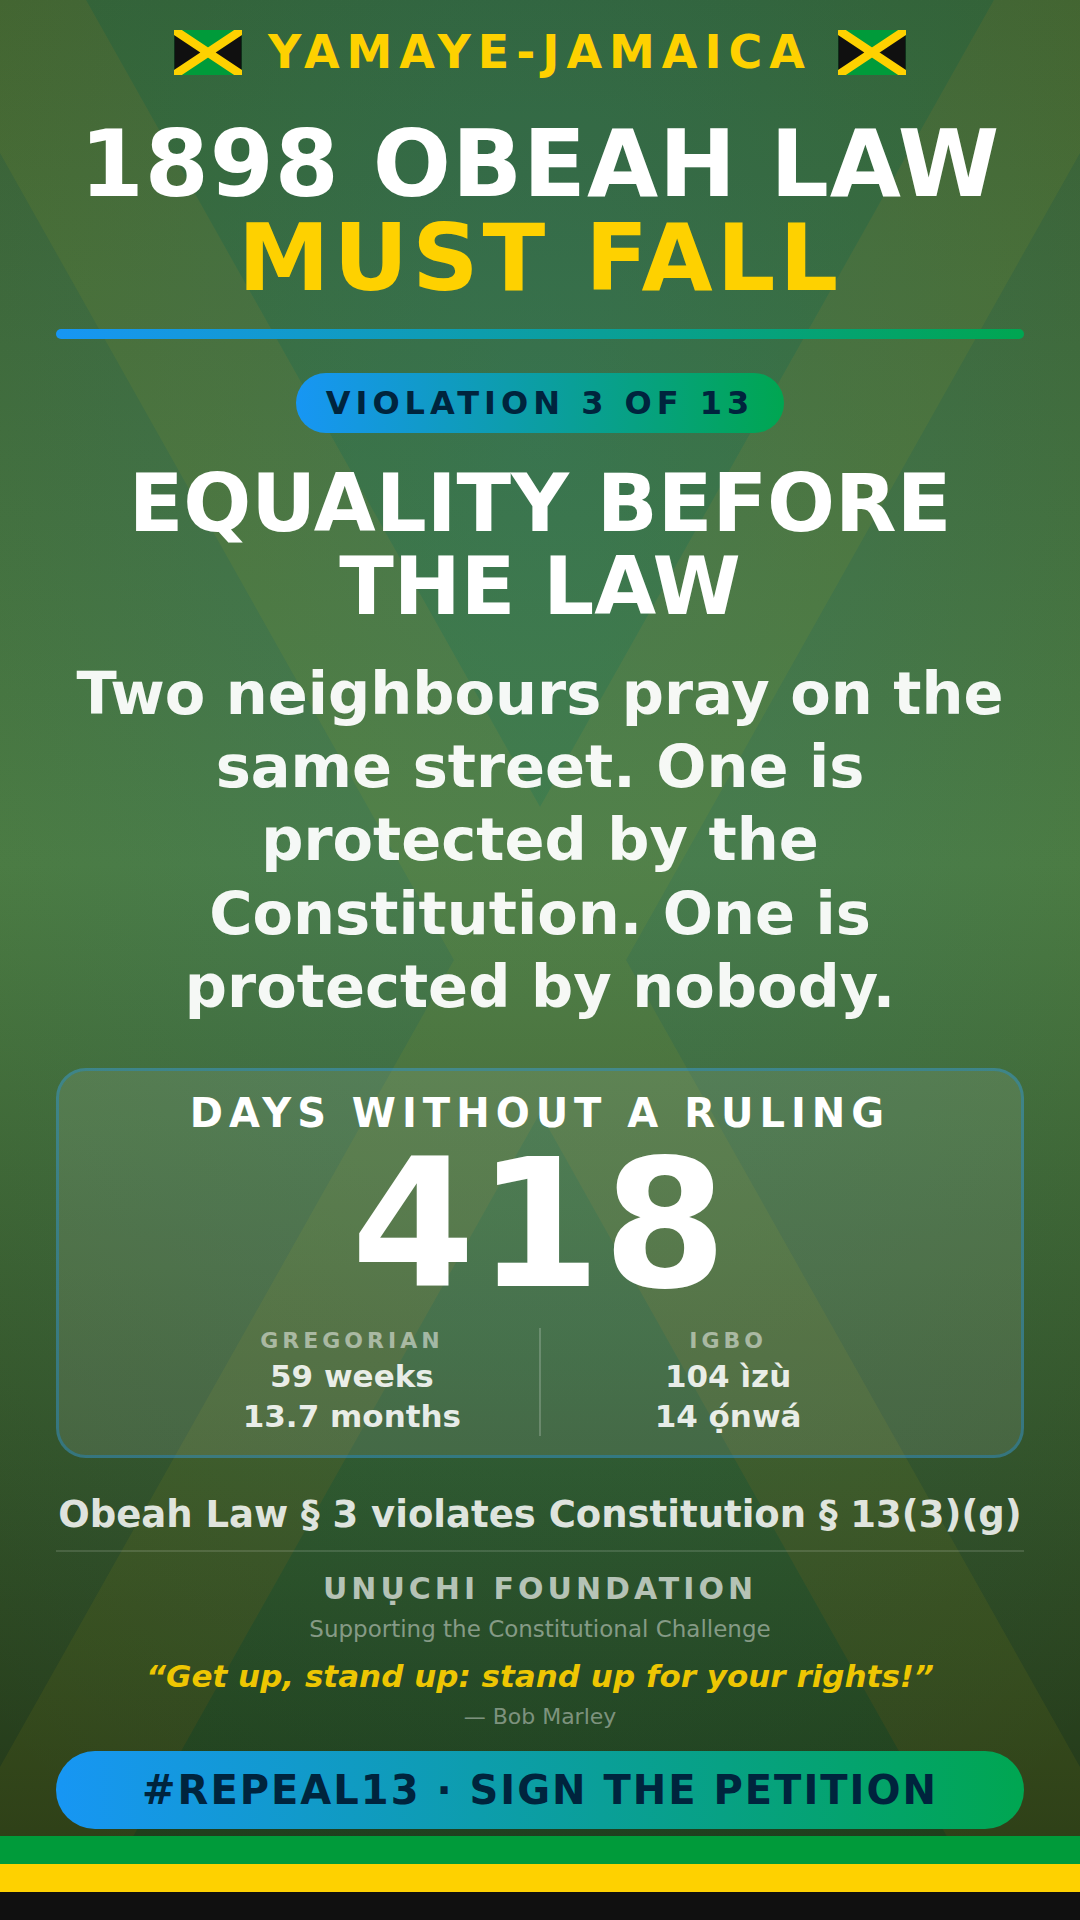 YAMAYE-JAMAICA
1898 OBEAH LAW
MUST FALL
VIOLATION 3 OF 13
EQUALITY BEFORE
THE LAW
Two neighbours pray on the
same street. One is
protected by the
Constitution. One is
protected by nobody.
DAYS WITHOUT A RULING
418
GREGORIAN
59 weeks
13.7 months
IGBO
104 ìzù
14 ọ́nwá
Obeah Law § 3 violates Constitution § 13(3)(g)
UNỤCHI FOUNDATION
Supporting the Constitutional Challenge
“Get up, stand up: stand up for your rights!”
— Bob Marley
#REPEAL13 · SIGN THE PETITION